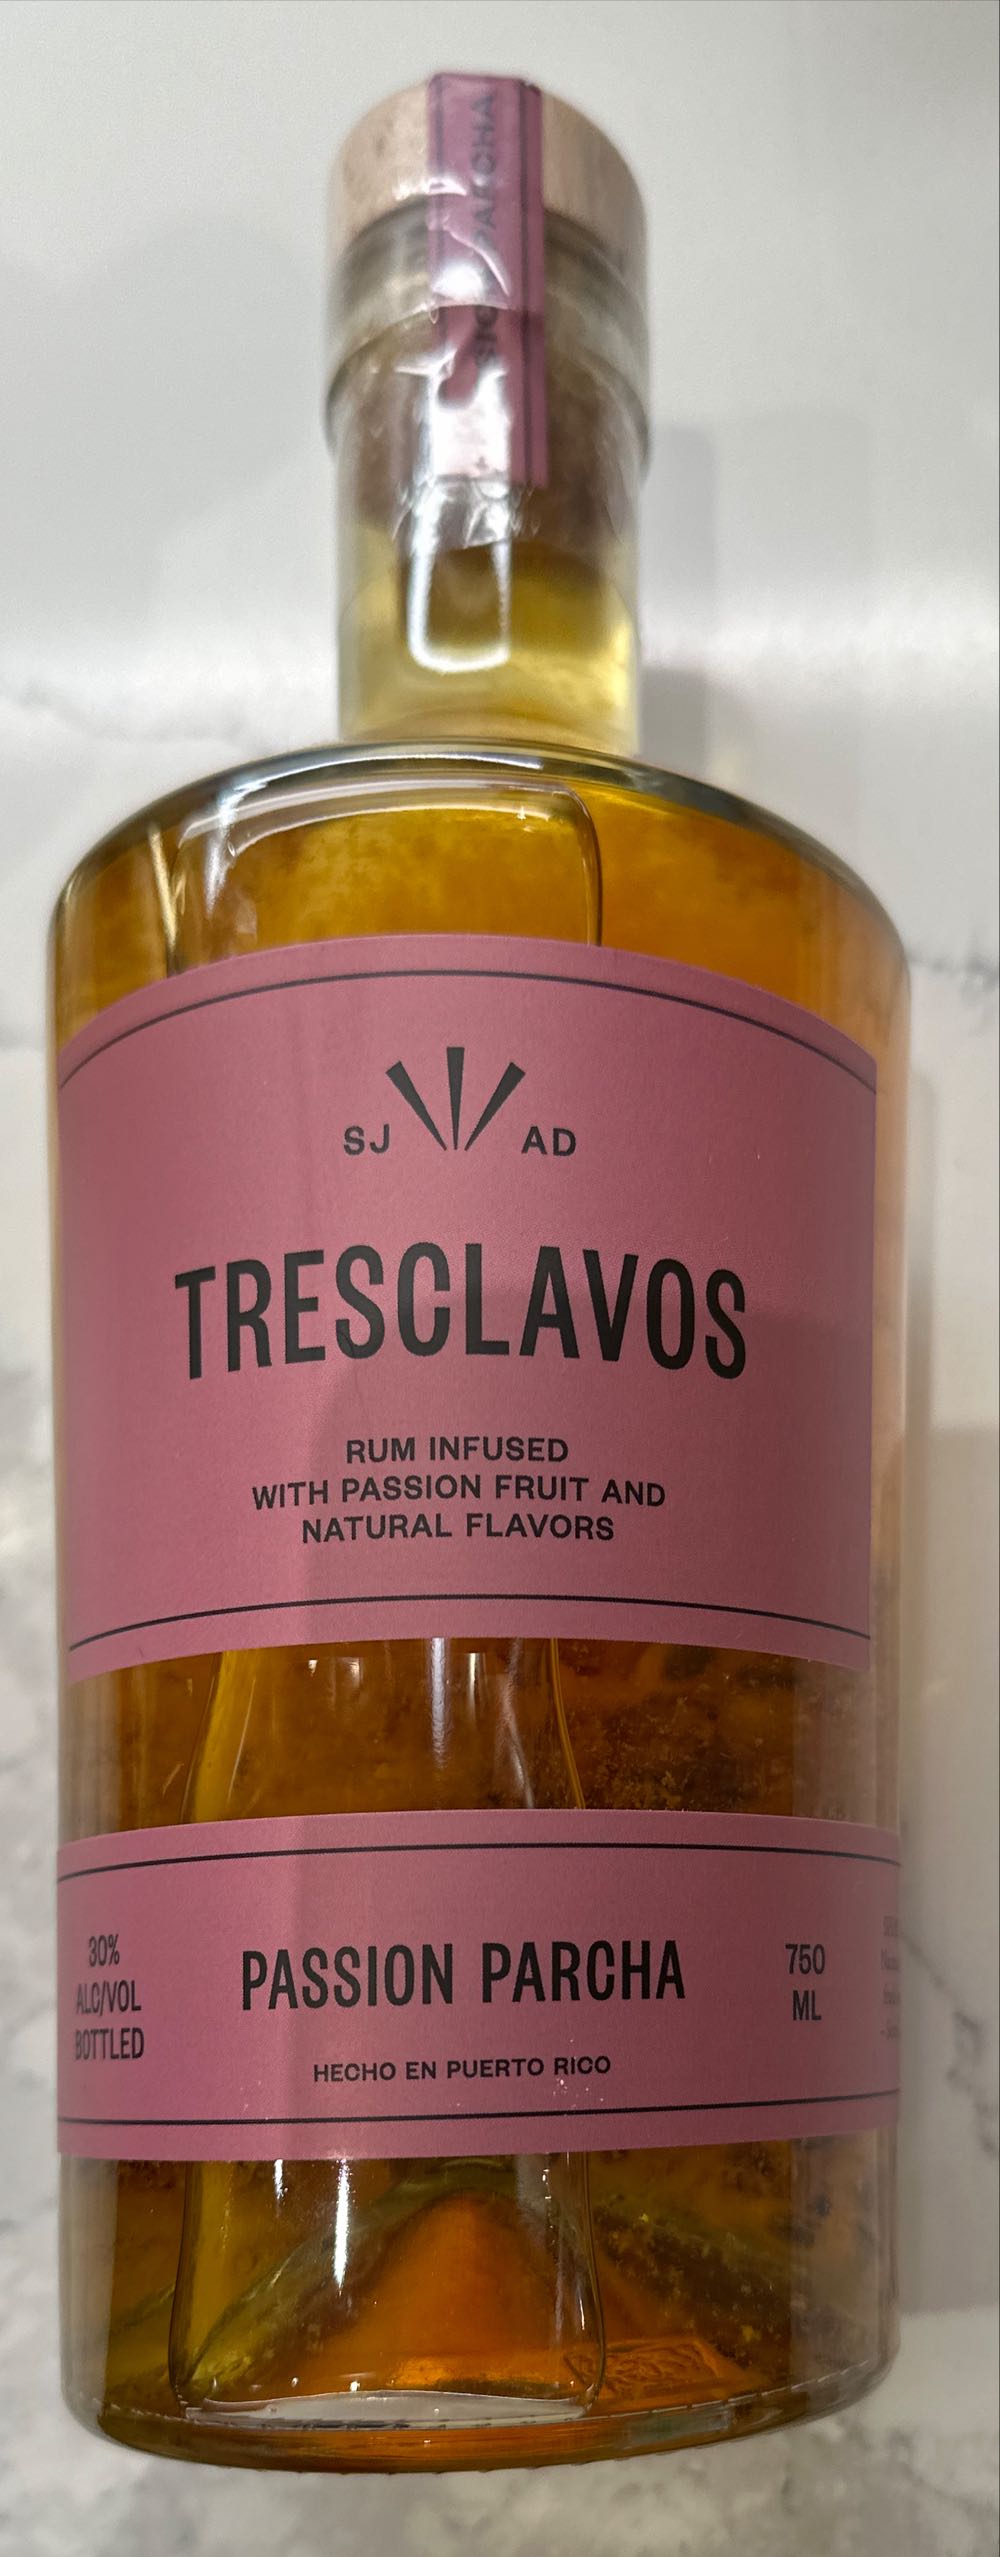 PARCHA
SJ AD
TRESCLAVOS
RUM INFUSED
WITH PASSION FRUIT AND
NATURAL FLAVORS
30%
ALC/VOL
BOTTLED
PASSION PARCHA
HECHO EN PUERTO RICO
750
ML